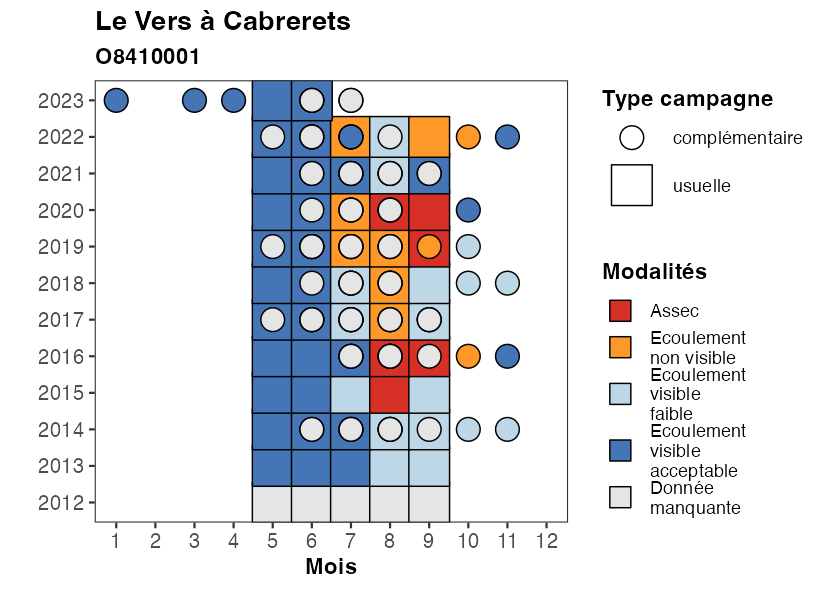 Le Vers à Cabrerets
O8410001
2023
2022
2021
2020
2019
2018
2017
2016
2015
2014
2013
2012
1 2 3 4 5 6 7 8 9 10 11 12
Mois
Type campagne
complémentaire
usuelle
Modalités
Assec
Ecoulement
non visible
Ecoulement
visible
faible
Ecoulement
visible
acceptable
Donnée
manquante